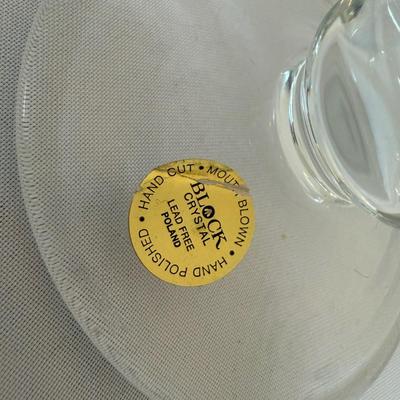 HAND CUT • MOUTH BLOWN • HAND POLISHED •
BLOCK
CRYSTAL
LEAD FREE
POLAND